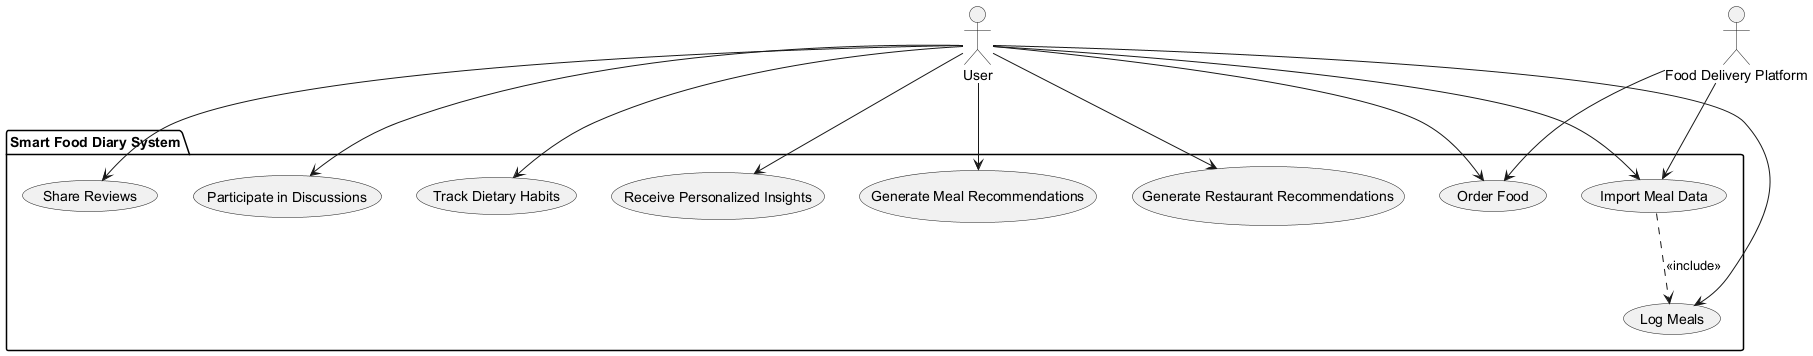 User
Food Delivery Platform
Smart Food Diary System
Share Reviews
Participate in Discussions
Track Dietary Habits
Receive Personalized Insights
Generate Meal Recommendations
Generate Restaurant Recommendations
Order Food
Import Meal Data
«include»
Log Meals